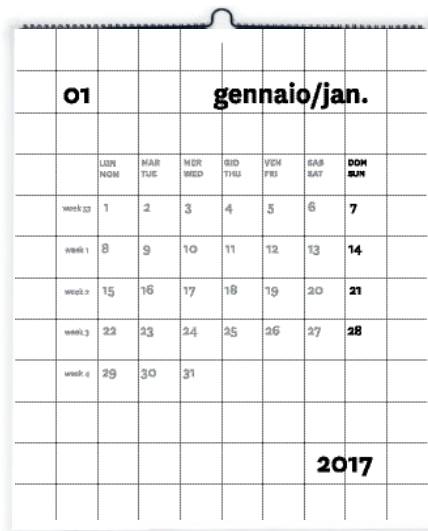 01 gennaio/jan.
LUN MAR MER GIO VEN SAB DOM
MON TUE WED THU FRI SAT SUN
1 2 3 4 5 6 7
week 1 8 9 10 11 12 13 14
week 2 15 16 17 18 19 20 21
week 3 22 23 24 25 26 27 28
week 4 29 30 31
2017